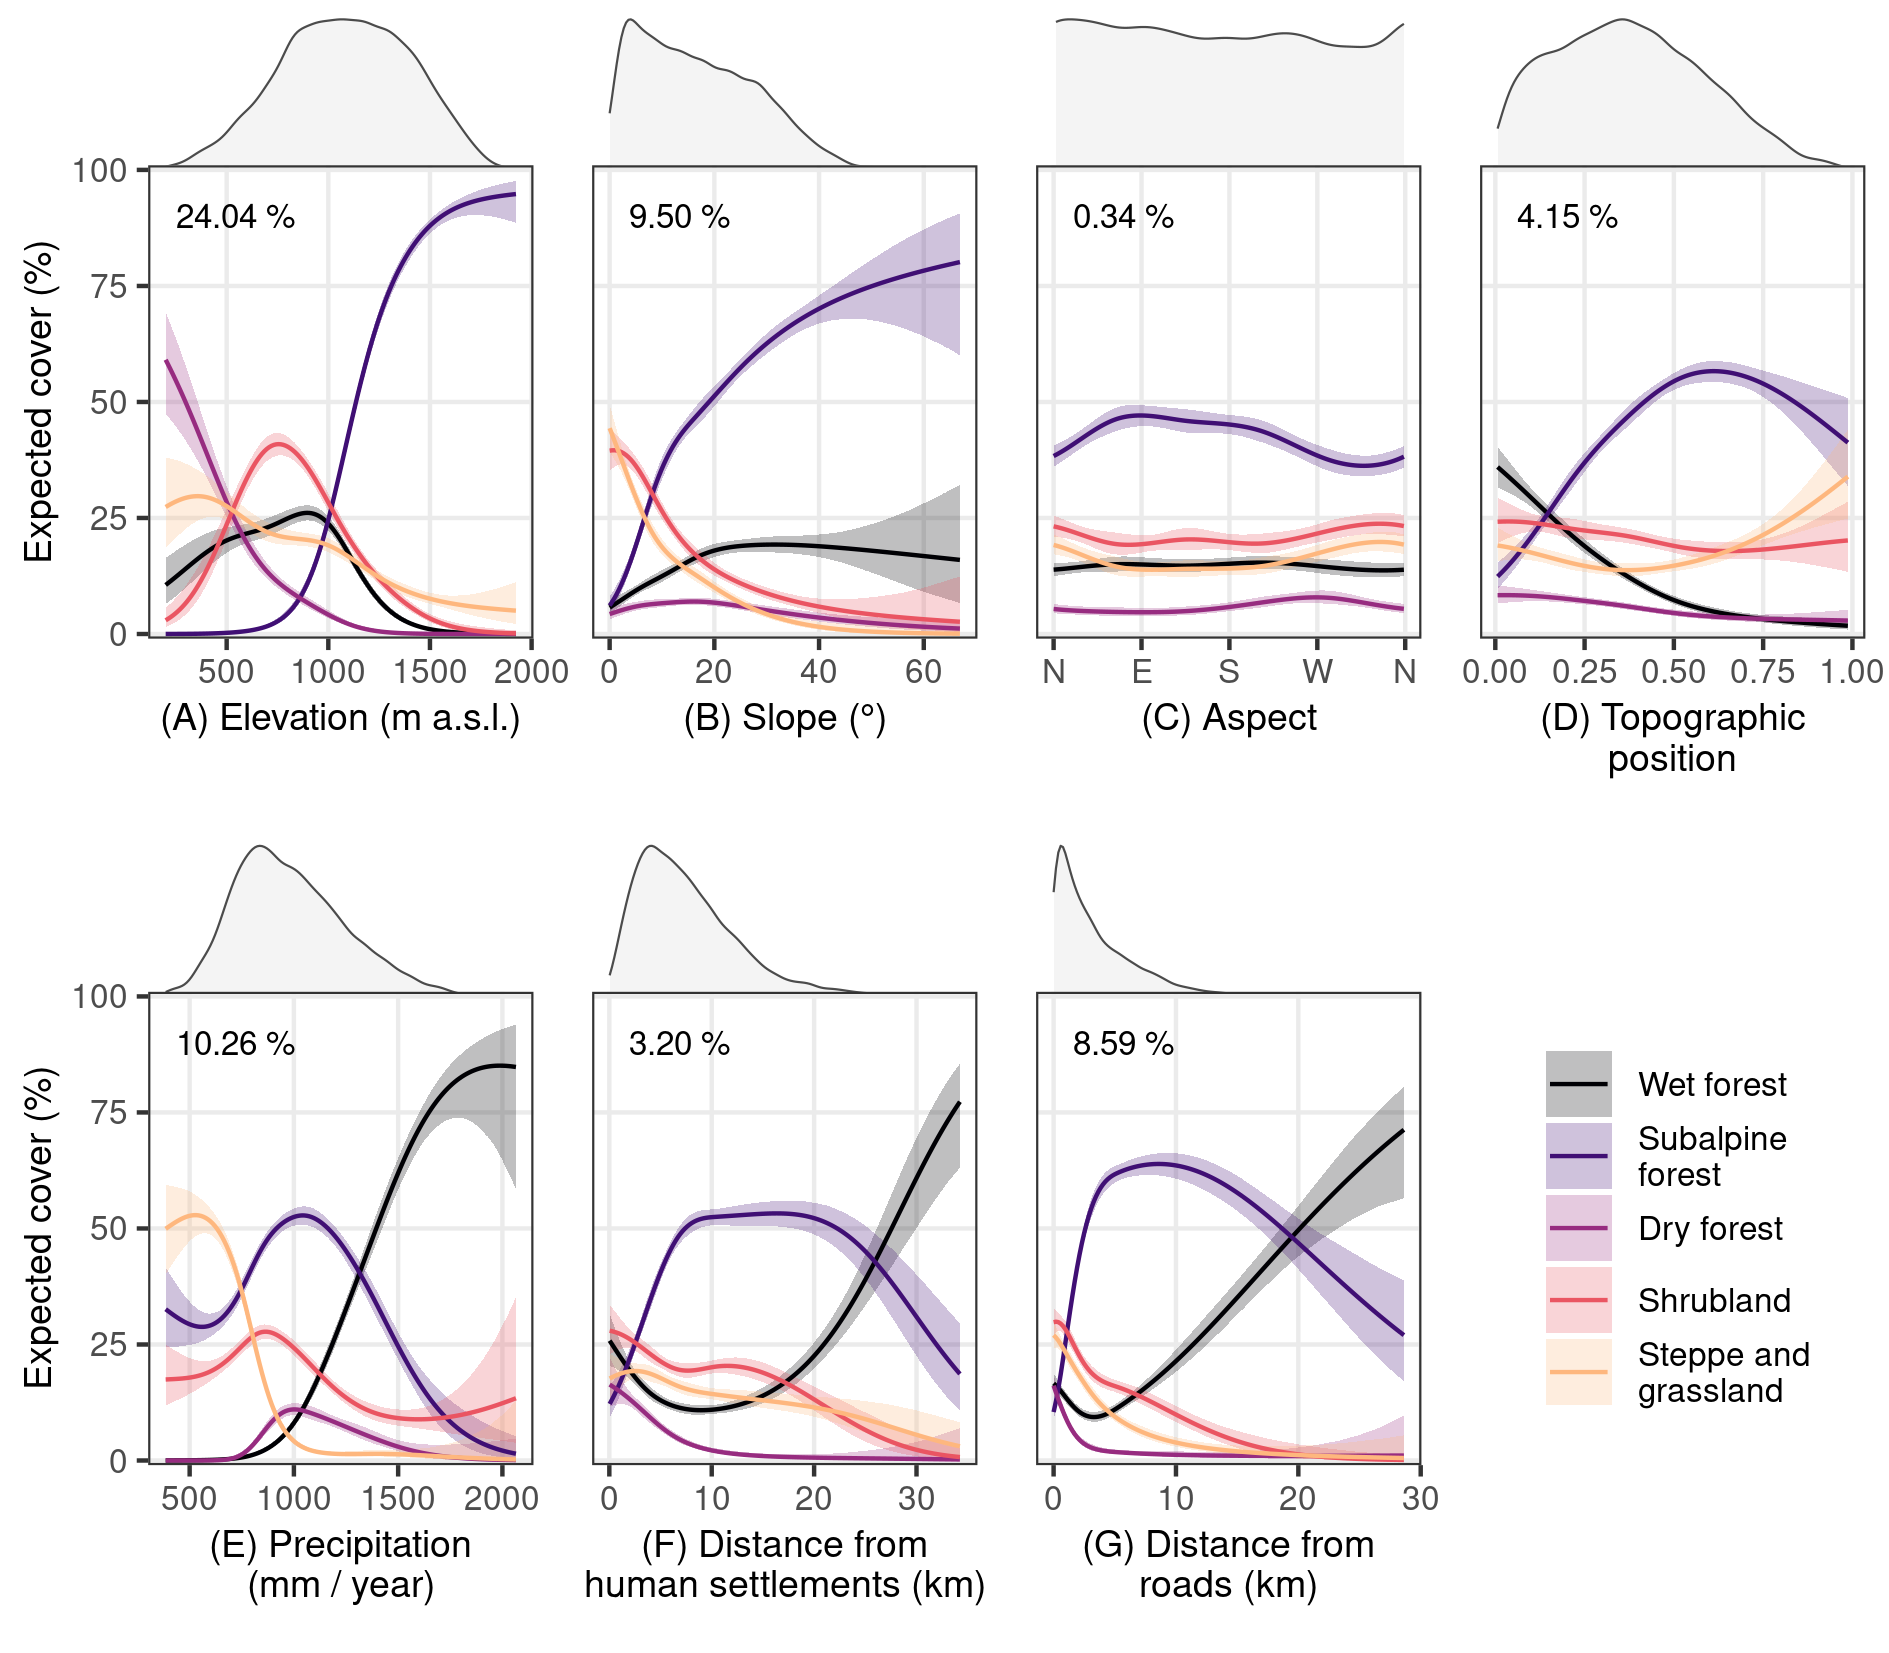 Expected cover (%)
100
75
50
25
0
24.04 %
9.50 %
0.34 %
4.15 %
500 1000 1500 2000
0 20 40 60
N E S W N
0.00 0.25 0.50 0.75 1.00
(A) Elevation (m a.s.l.)
(B) Slope (°)
(C) Aspect
(D) Topographic
position
Expected cover (%)
100
75
50
25
0
10.26 %
3.20 %
8.59 %
500 1000 1500 2000
0 10 20 30
0 10 20 30
(E) Precipitation
(mm / year)
(F) Distance from
human settlements (km)
(G) Distance from
roads (km)
Wet forest
Subalpine
forest
Dry forest
Shrubland
Steppe and
grassland